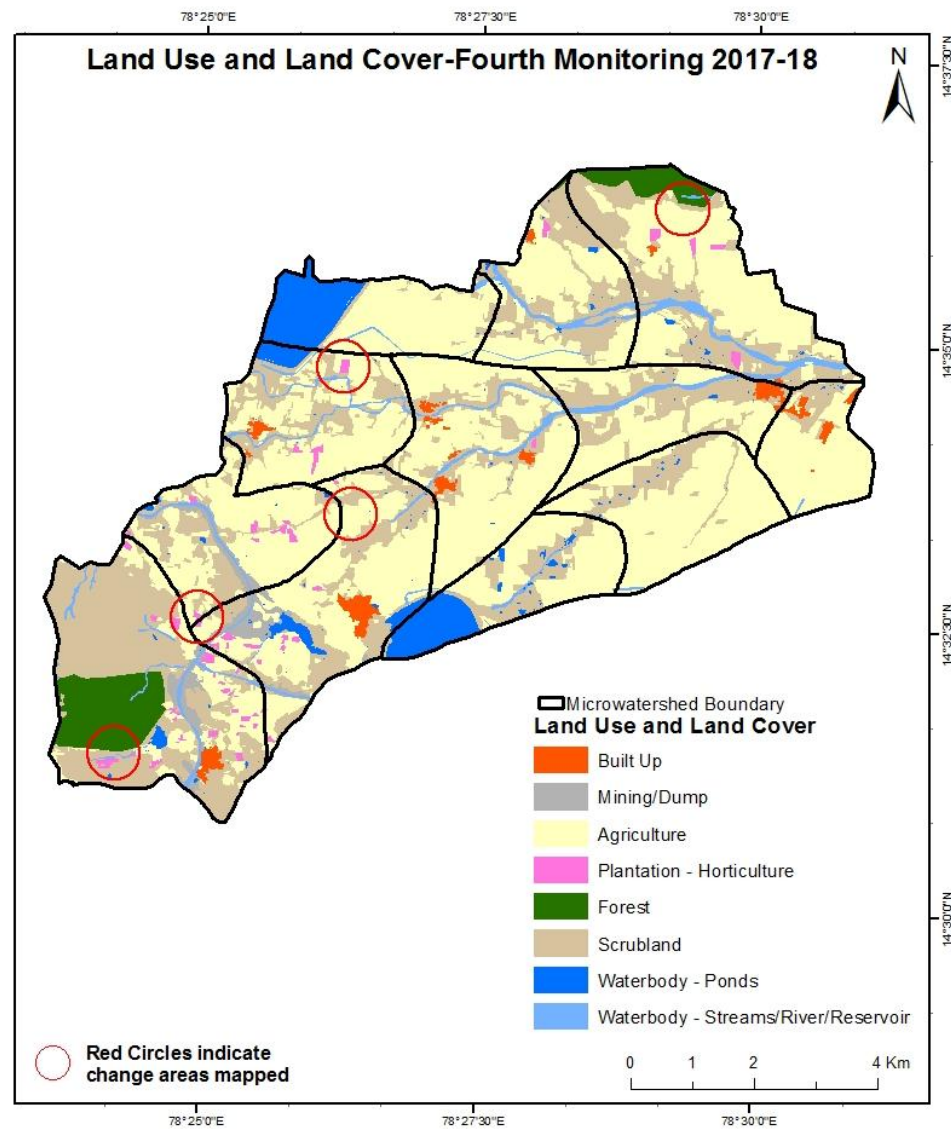 78°25'0"E 78°27'30"E 78°30'0"E
Land Use and Land Cover-Fourth Monitoring 2017-18
N
14°37'30"N
14°35'0"N
14°32'30"N
14°30'0"N
Microwatershed Boundary
Land Use and Land Cover
Built Up
Mining/Dump
Agriculture
Plantation - Horticulture
Forest
Scrubland
Waterbody - Ponds
Waterbody - Streams/River/Reservoir
Red Circles indicate
change areas mapped
0 1 2 4 Km
78°25'0"E 78°27'30"E 78°30'0"E